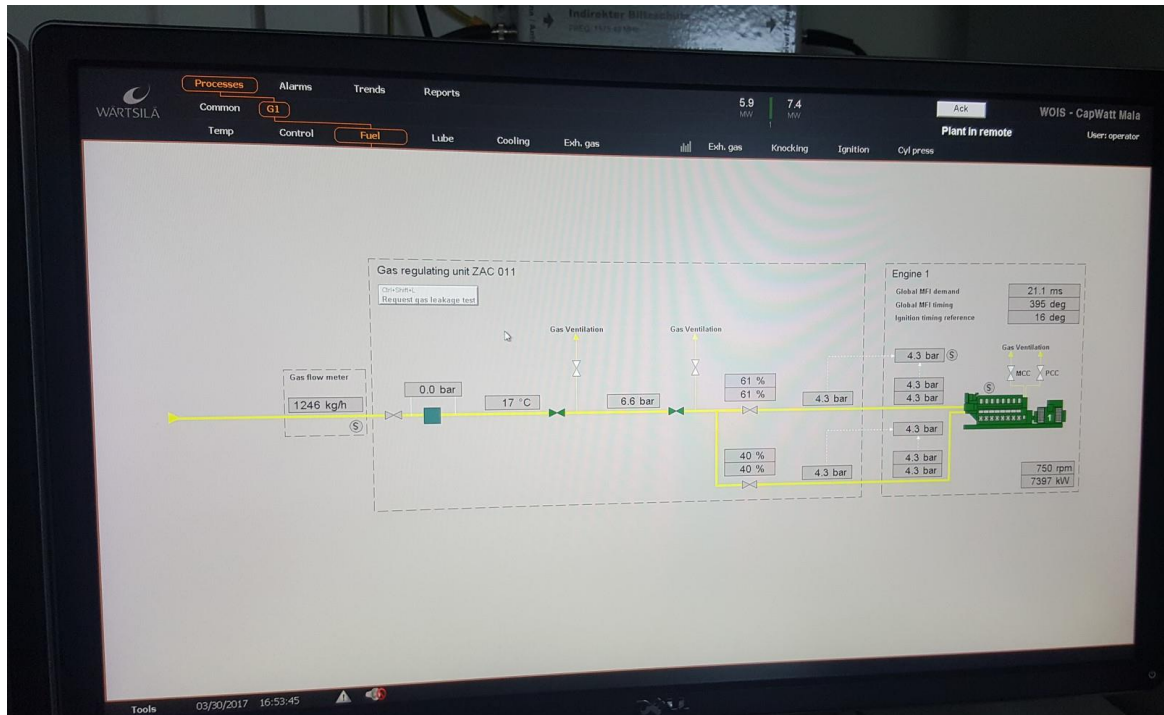 Indirekter Blitzschutz
WÄRTSILÄ
Processes Alarms Trends Reports
Common G1
Temp Control Fuel Lube Cooling Exh. gas
5.9 7.4
MW MW
1
Exh. gas Knocking Ignition Cyl press
Ack
Plant in remote
WOIS - CapWatt Maia
User: operator
Gas regulating unit ZAC 011
Ctrl+Shift+L
Request gas leakage test
Gas Ventilation
Gas Ventilation
Gas flow meter
1246 kg/h
S
0.0 bar
17 °C
6.6 bar
61 %
61 %
4.3 bar
40 %
40 %
4.3 bar
Engine 1
Global MFI demand 21.1 ms
Global MFI timing 395 deg
Ignition timing reference 16 deg
4.3 bar S
4.3 bar
4.3 bar
4.3 bar
4.3 bar
4.3 bar
Gas Ventilation
MCC PCC
S
1
750 rpm
7397 kW
Tools 03/30/2017 16:53:45